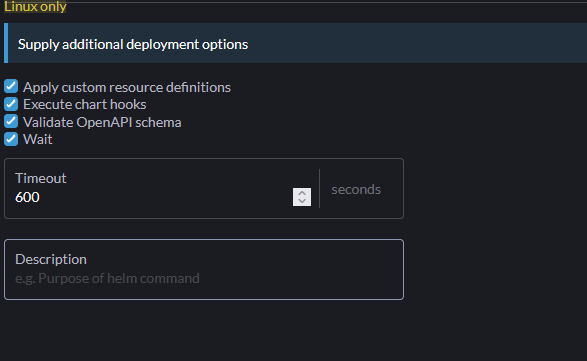 Linux only
Supply additional deployment options
Apply custom resource definitions
Execute chart hooks
Validate OpenAPI schema
Wait
Timeout
600
seconds
Description
e.g. Purpose of helm command